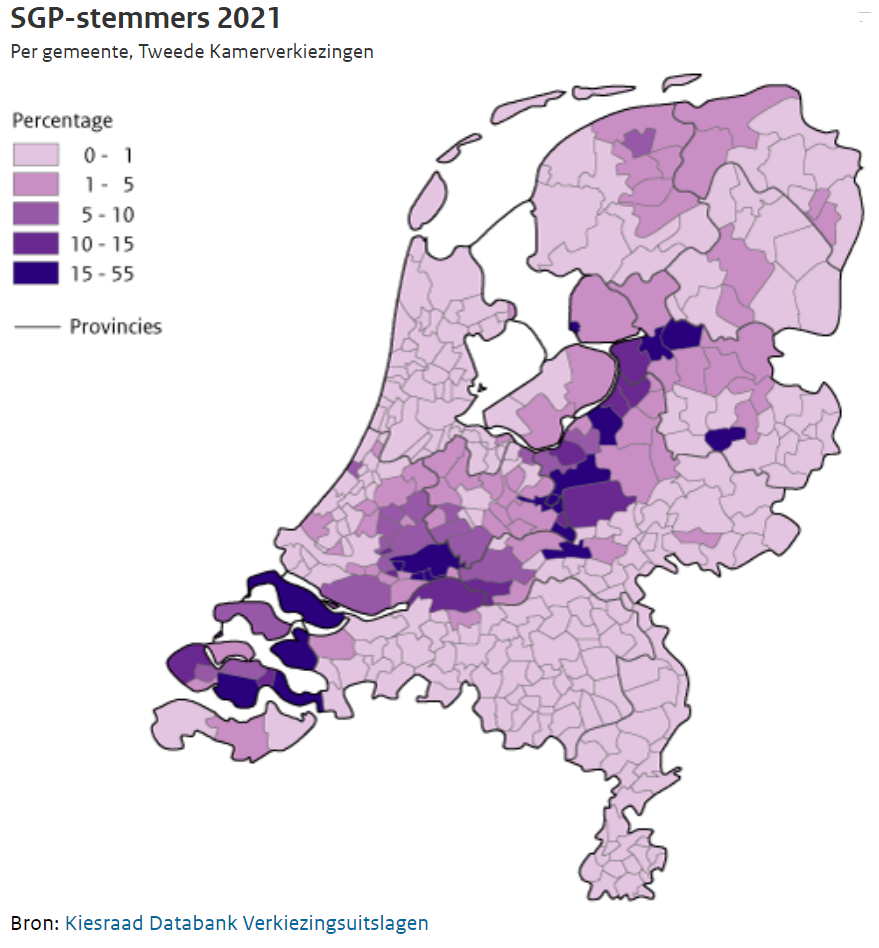 SGP-stemmers 2021
Per gemeente, Tweede Kamerverkiezingen
Percentage
0 - 1
1 - 5
5 - 10
10 - 15
15 - 55
Provincies
Bron: Kiesraad Databank Verkiezingsuitslagen